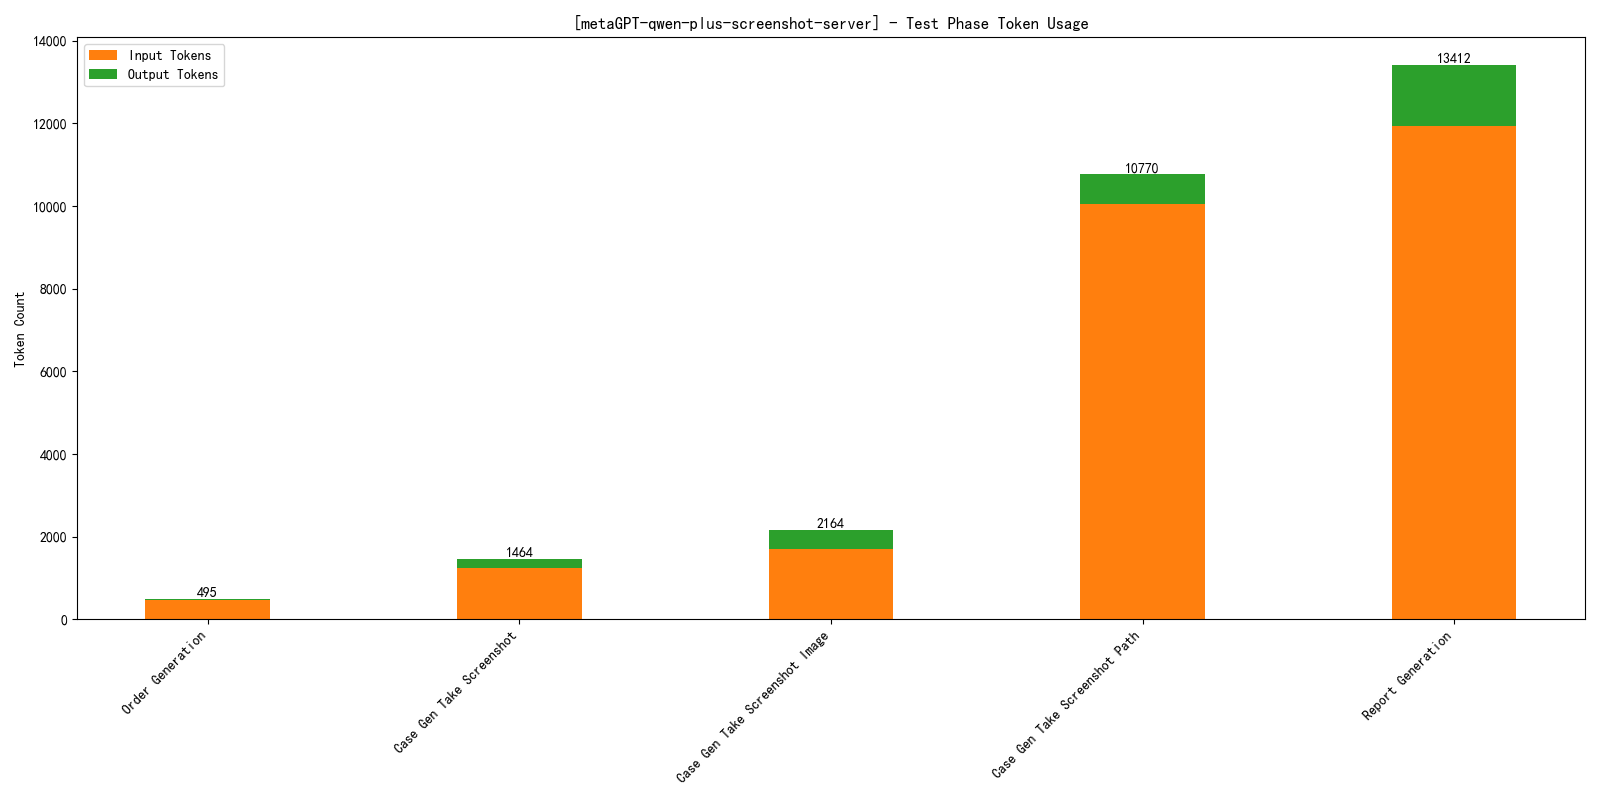 [metaGPT-qwen-plus-screenshot-server] - Test Phase Token Usage
Input Tokens
Output Tokens
Token Count
14000
12000
10000
8000
6000
4000
2000
0
495
1464
2164
10770
13412
Order Generation
Case Gen Take Screenshot
Case Gen Take Screenshot Image
Case Gen Take Screenshot Path
Report Generation